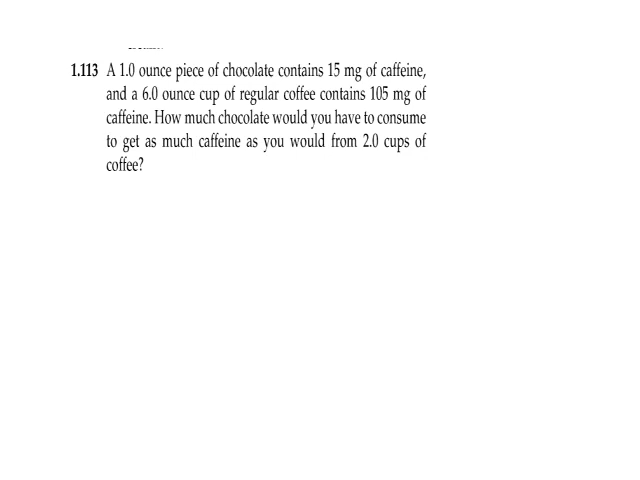 1.113 A 1.0 ounce piece of chocolate contains 15 mg of caffeine,
and a 6.0 ounce cup of regular coffee contains 105 mg of
caffeine. How much chocolate would you have to consume
to get as much caffeine as you would from 2.0 cups of
coffee?